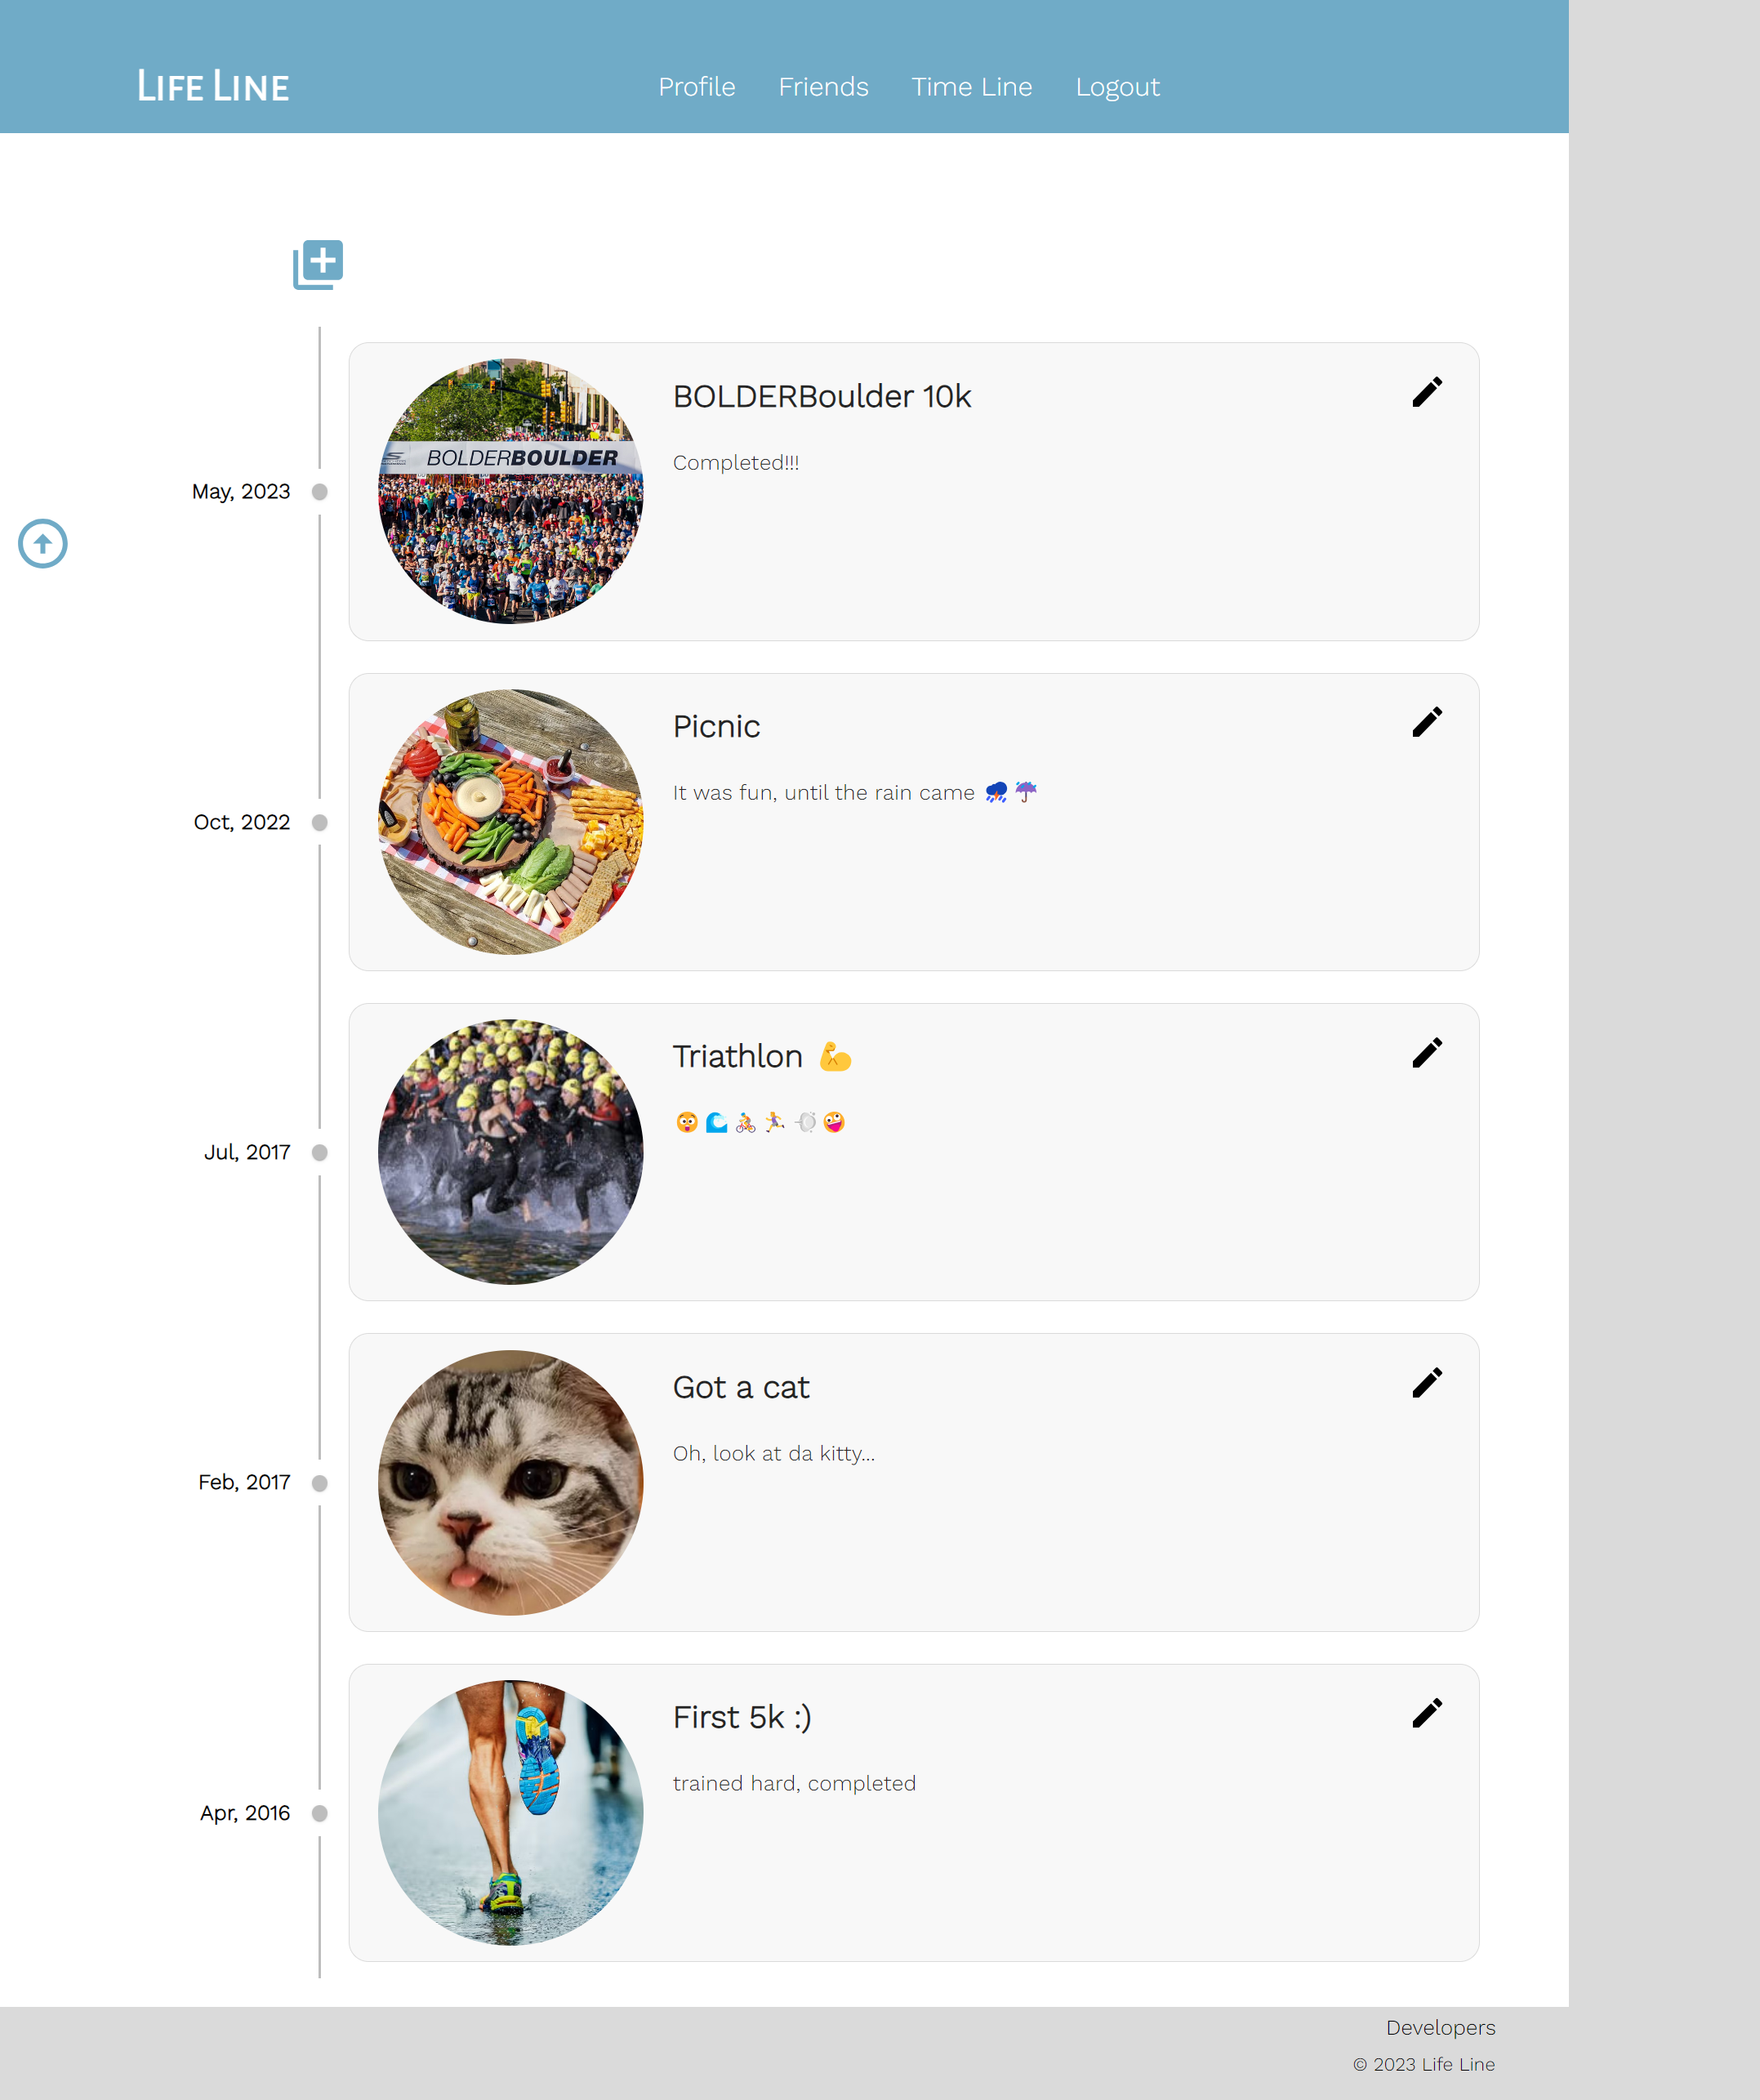 LIFE LINE
Profile Friends Time Line Logout
BOLDERBoulder 10k
Completed!!!
BOLDERBOULDER
May, 2023
Picnic
It was fun, until the rain came ⛈️ ☔
Oct, 2022
Triathlon 💪
😲 🌊 🚴 🏃 💨 🤪
Jul, 2017
Got a cat
Oh, look at da kitty...
Feb, 2017
First 5k :)
trained hard, completed
Apr, 2016
Developers
© 2023 Life Line